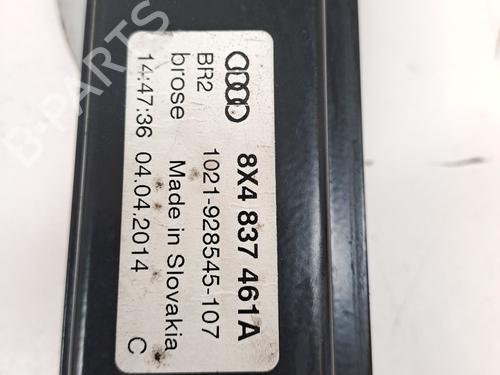 8X4 837 461A
BR2 1021-928545-107
brose Made in Slovakia
14:47:36 04.04.2014 C
B-PARTS